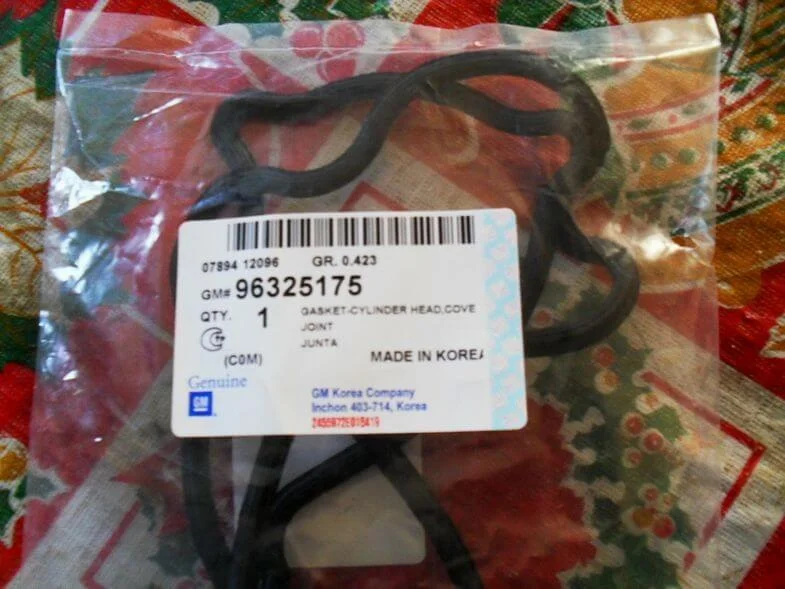 07894 12096 GR. 0.423
GM# 96325175
QTY. 1 GASKET-CYLINDER HEAD,COVE
JOINT
JUNTA
(C0M) MADE IN KOREA
Genuine
GM
GM Korea Company
Inchon 403-714, Korea